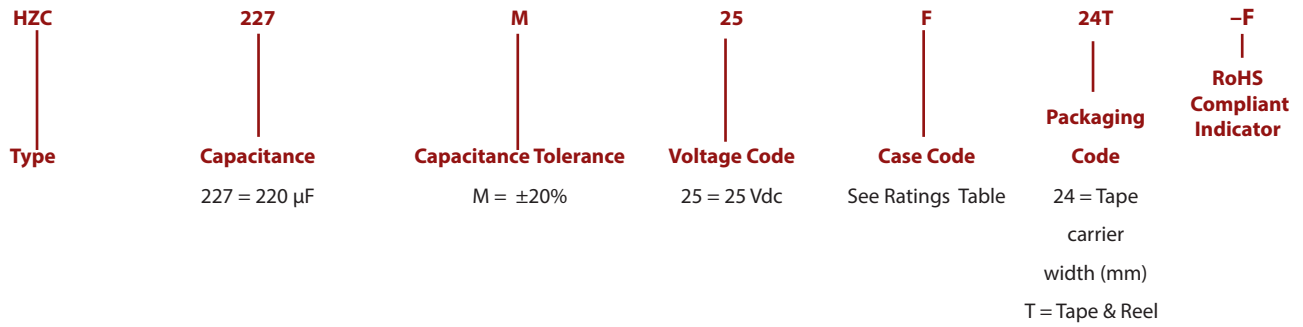 HZC 227 M 25 F 24T –F
RoHS
Compliant
Indicator
Packaging
Type Capacitance Capacitance Tolerance Voltage Code Case Code Code
227 = 220 μF M = ±20% 25 = 25 Vdc See Ratings Table 24 = Tape
carrier
width (mm)
T = Tape & Reel